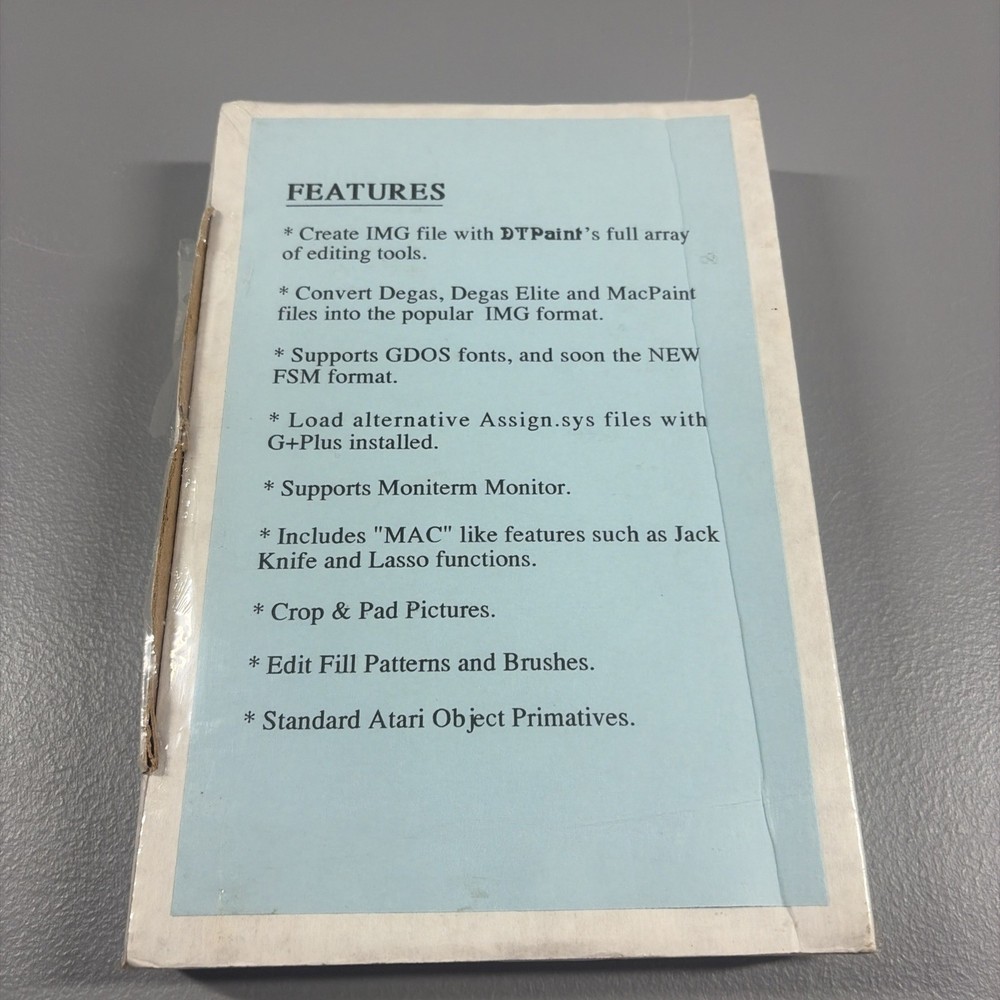 FEATURES
* Create IMG file with DTPaint's full array
of editing tools.
* Convert Degas, Degas Elite and MacPaint
files into the popular IMG format.
* Supports GDOS fonts, and soon the NEW
FSM format.
* Load alternative Assign.sys files with
G+Plus installed.
* Supports Moniterm Monitor.
* Includes "MAC" like features such as Jack
Knife and Lasso functions.
* Crop & Pad Pictures.
* Edit Fill Patterns and Brushes.
* Standard Atari Object Primatives.